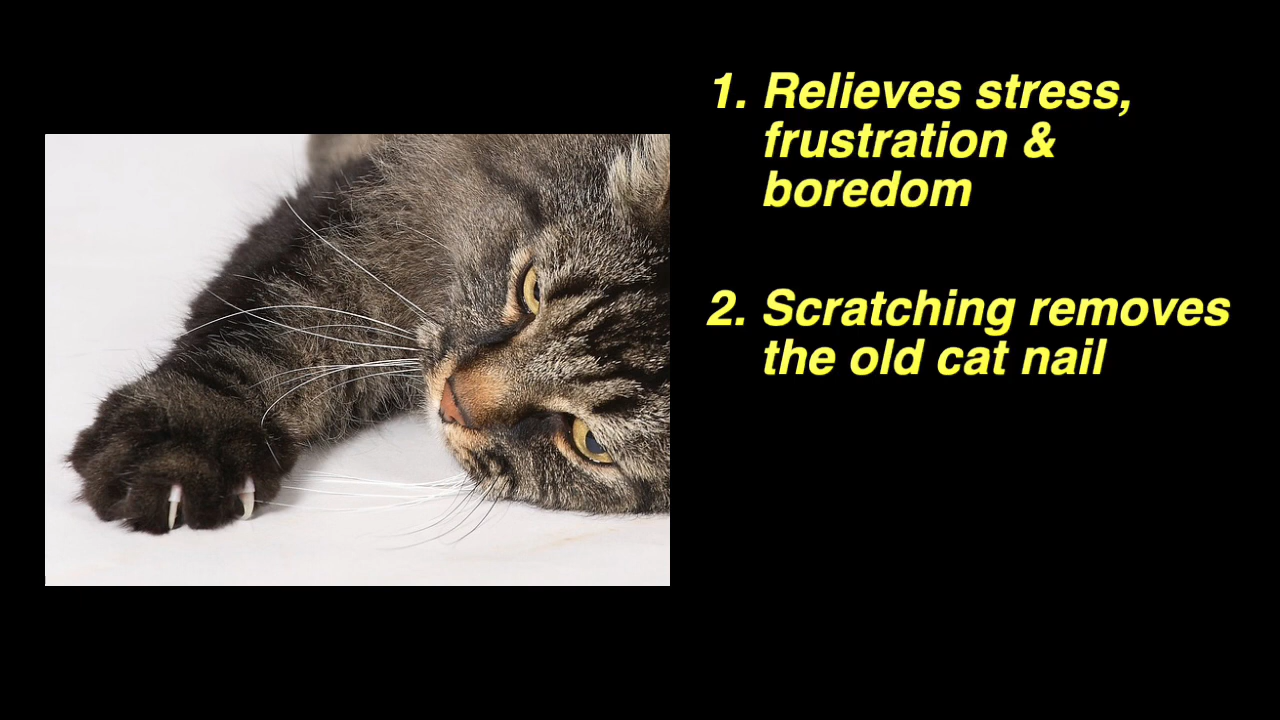 1. Relieves stress,
frustration &
boredom
2. Scratching removes
the old cat nail